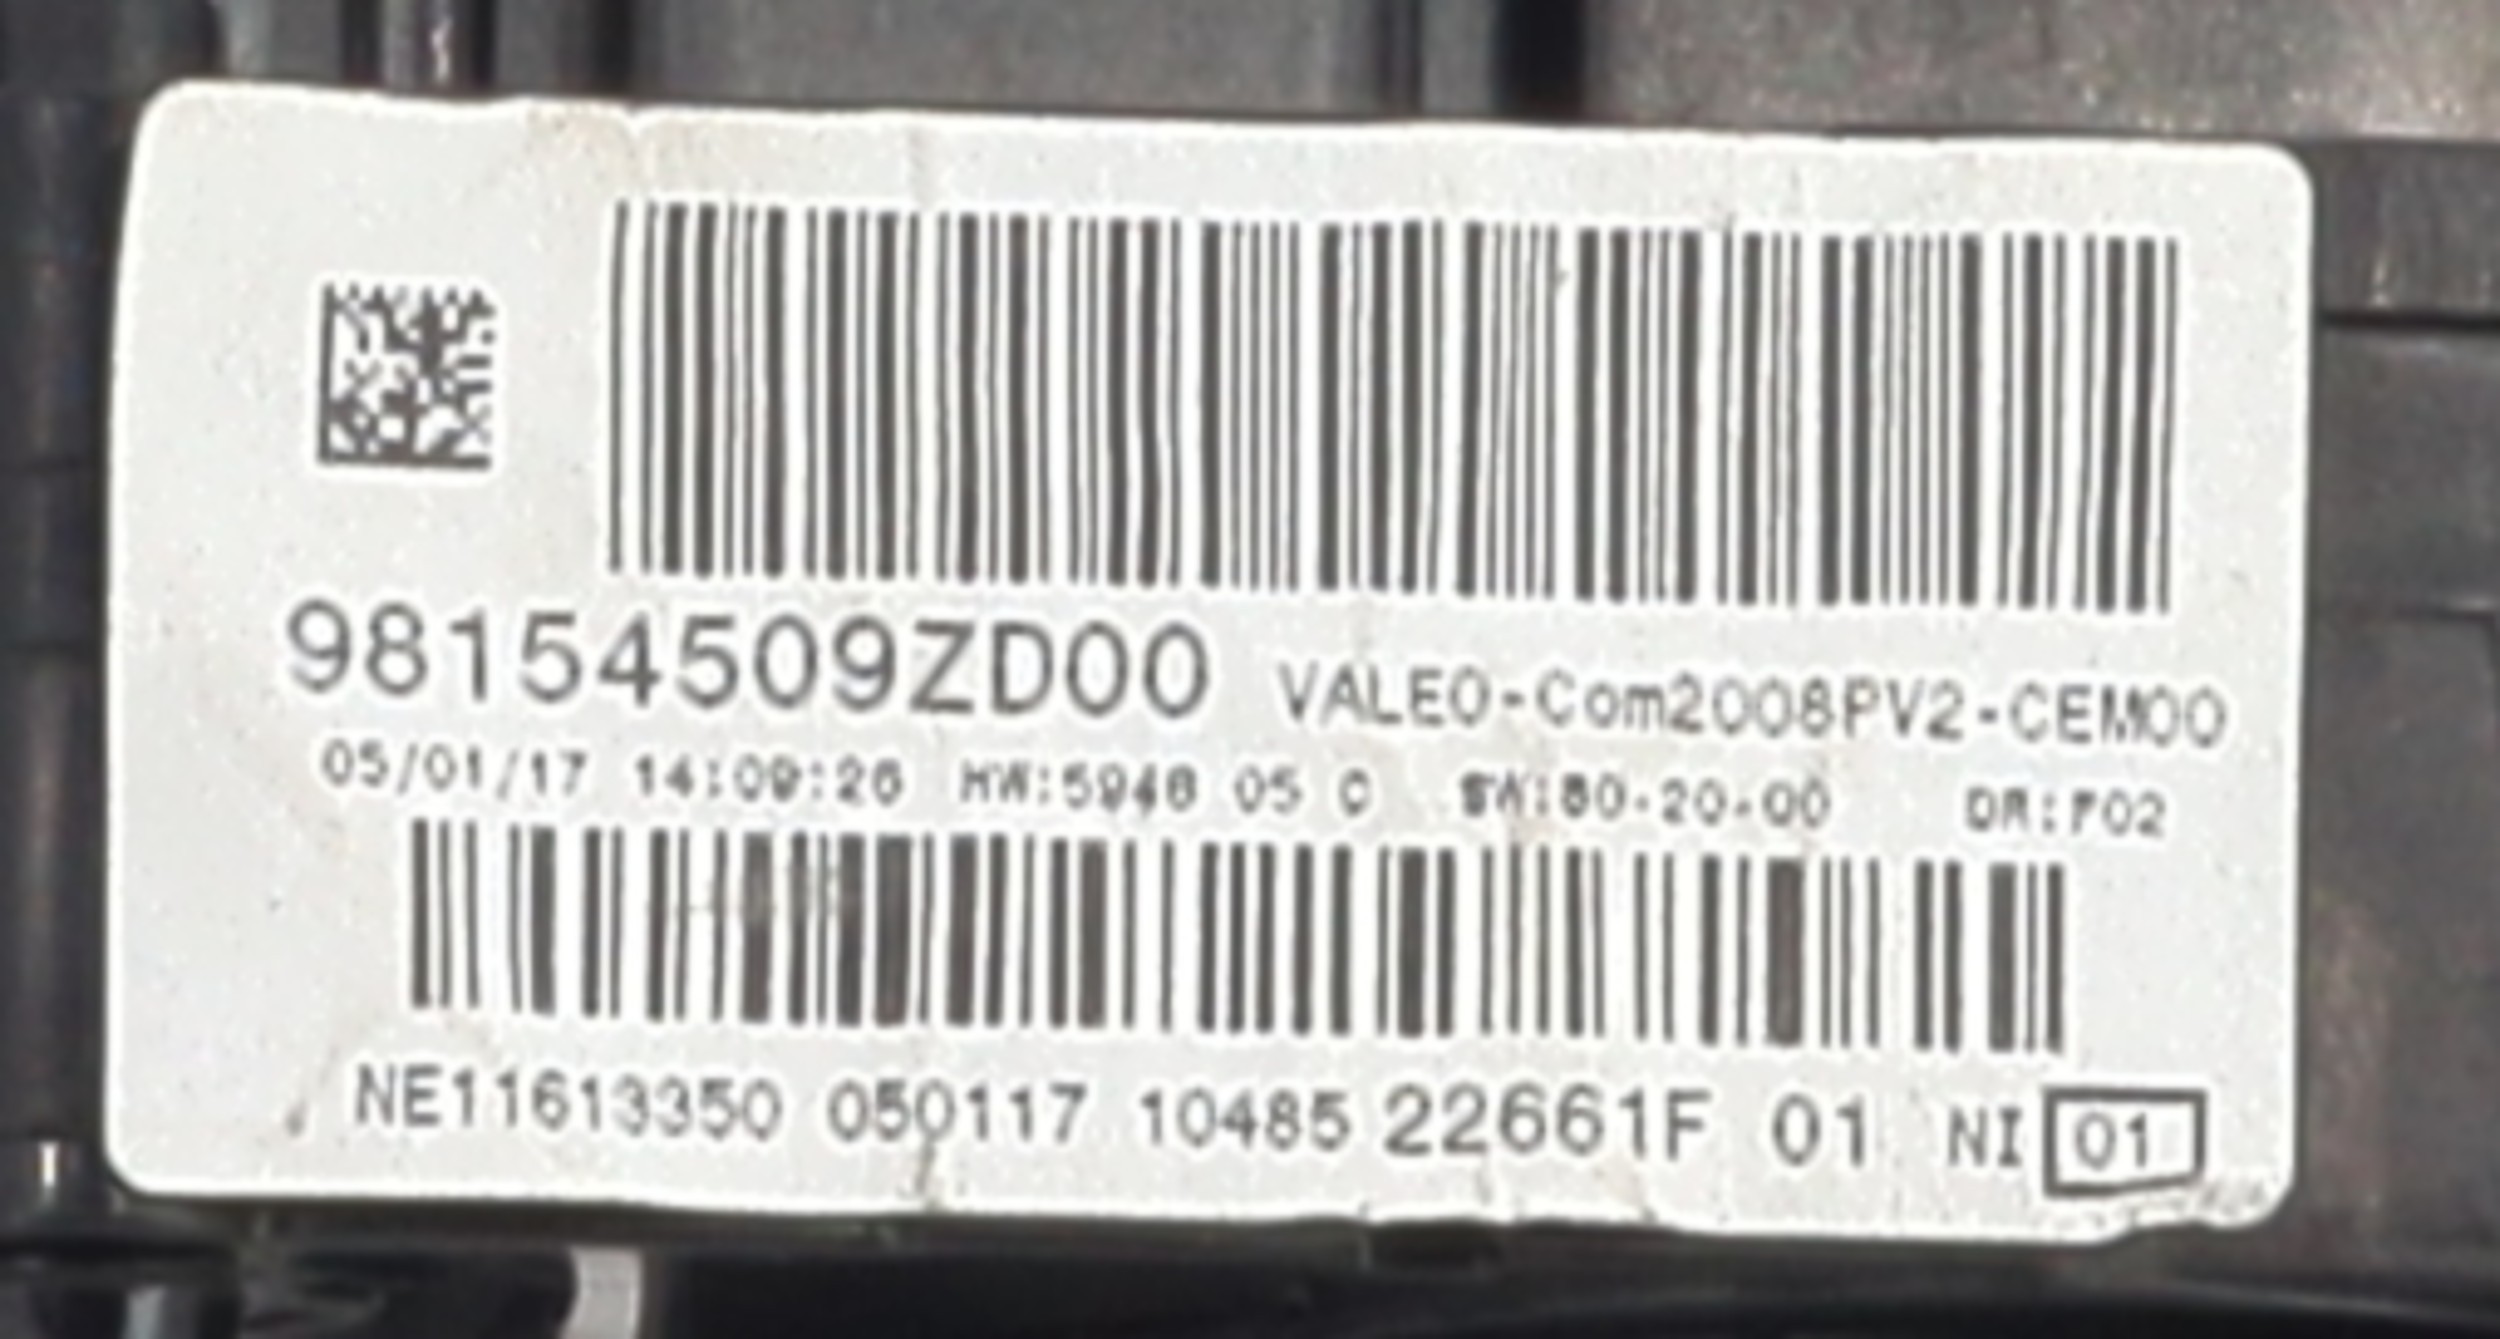 98154509ZD00 VALEO-Com2008PV2-CEM00
05/01/17 14:09:26 HW:5948 05 C SW:80-20-00 DR:F02
NE11613350 050117 10485 22661F 01 NI 01